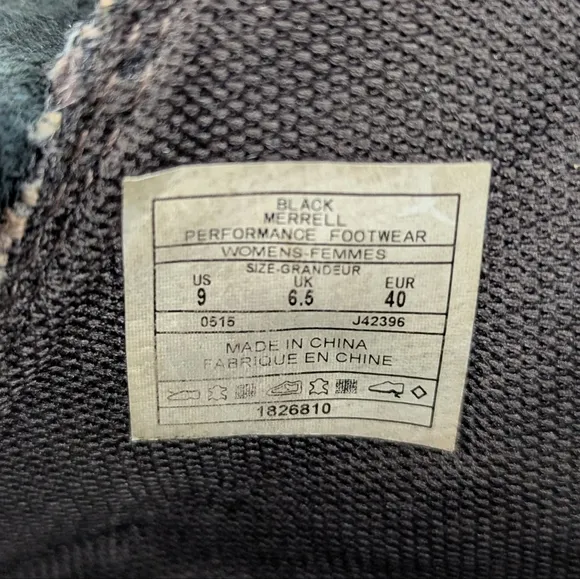 BLACK
MERRELL
PERFORMANCE FOOTWEAR
WOMENS-FEMMES
SIZE-GRANDEUR
US UK EUR
9 6.5 40
0515 J42396
MADE IN CHINA
FABRIQUE EN CHINE
1826810